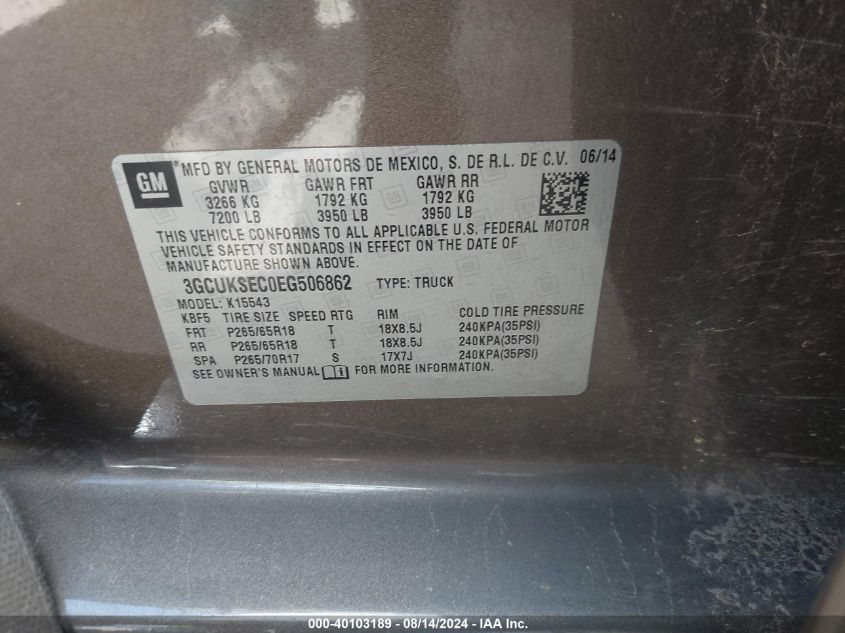 GM
*MFD BY GENERAL MOTORS DE MEXICO, S. DE R.L. DE C.V. 06/14
GVWR GAWR FRT GAWR RR
3266 KG 1792 KG 1792 KG
7200 LB 3950 LB 3950 LB
THIS VEHICLE CONFORMS TO ALL APPLICABLE U.S. FEDERAL MOTOR
VEHICLE SAFETY STANDARDS IN EFFECT ON THE DATE OF
MANUFACTURE SHOWN ABOVE.
3GCUKSEC0EG506862 TYPE: TRUCK
MODEL: K15543
KBF5 TIRE SIZE SPEED RTG RIM COLD TIRE PRESSURE
FRT P265/65R18 T 18X8.5J 240KPA(35PSI)
RR P265/65R18 T 18X8.5J 240KPA(35PSI)
SPA P265/70R17 S 17X7J 240KPA(35PSI)
SEE OWNER'S MANUAL i FOR MORE INFORMATION.
000-40103189 - 08/14/2024 - IAA Inc.